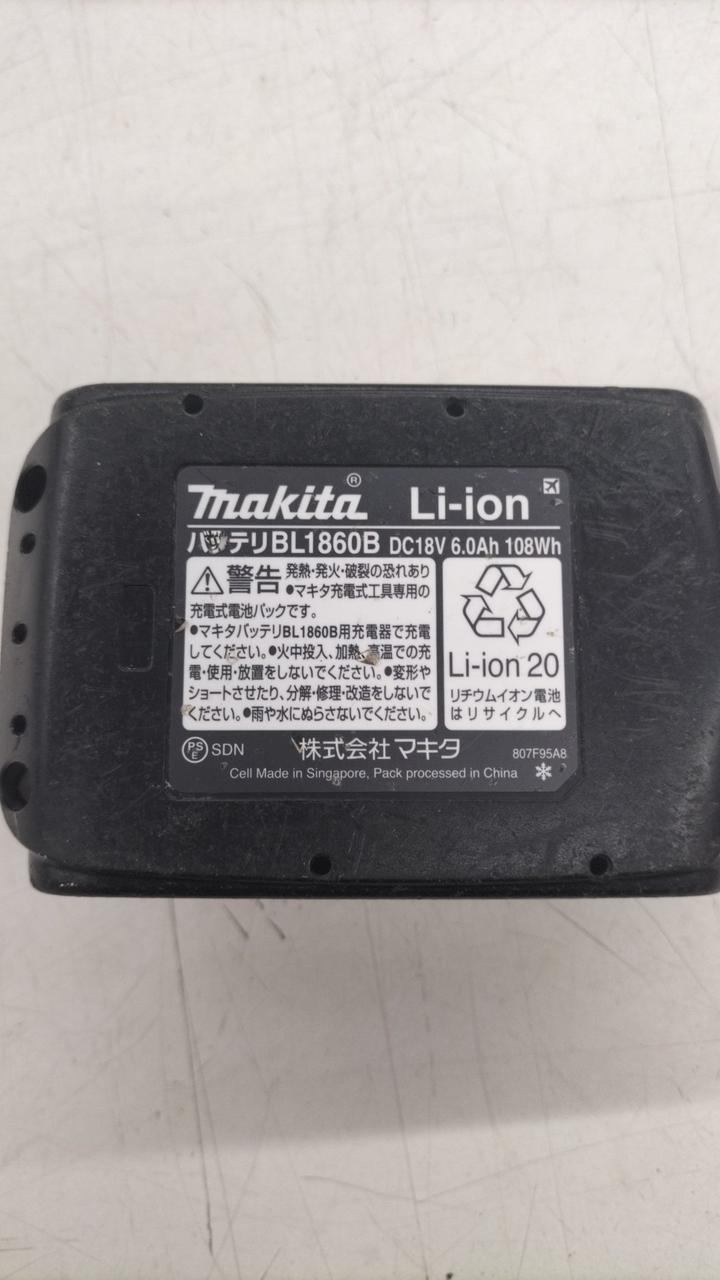 makita® Li-ion
バッテリBL1860B DC18V 6.0Ah 108Wh
警告 発熱・発火・破裂の恐れあり
●マキタ充電式工具専用の
充電式電池パックです。
●マキタバッテリBL1860B用充電器で充電
してください。●火中投入、加熱、高温での充
電・使用・放置をしないでください。●変形や
ショートさせたり、分解・修理・改造をしないで
ください。●雨や水にぬらさないでください。
Li-ion 20
リチウムイオン電池
はリサイクルへ
PSE SDN 株式会社マキタ 807F95A8
Cell Made in Singapore, Pack processed in China